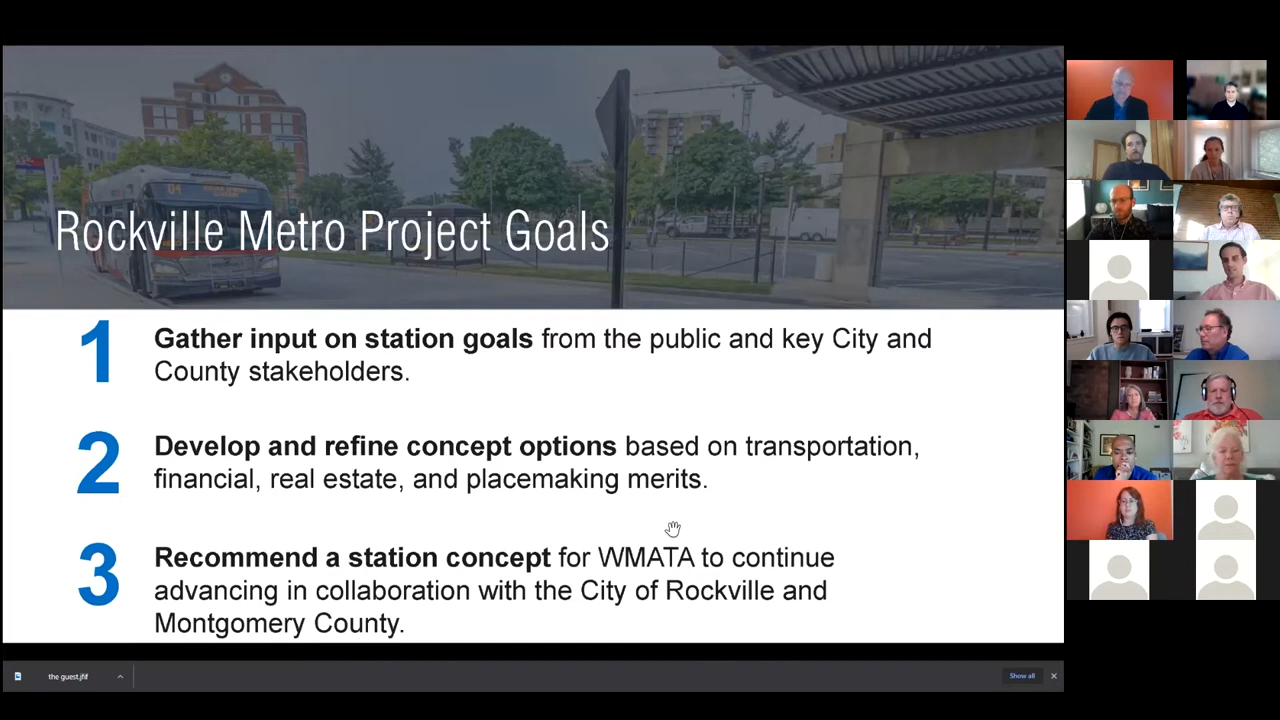 04
Rockville Metro Project Goals
1
Gather input on station goals from the public and key City and
County stakeholders.
2
Develop and refine concept options based on transportation,
financial, real estate, and placemaking merits.
3
Recommend a station concept for WMATA to continue
advancing in collaboration with the City of Rockville and
Montgomery County.
the guest.jfif
Show all